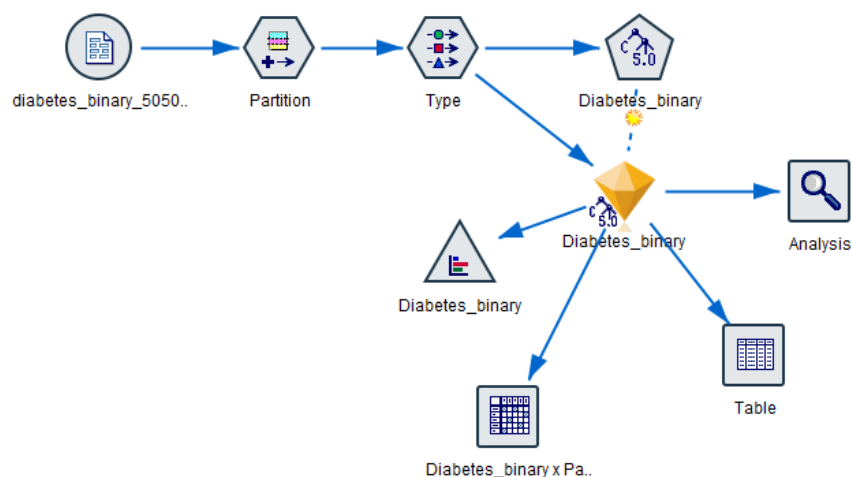 C 5.0
diabetes_binary_5050..
Partition
Type
Diabetes_binary
C 5.0
Diabetes_binary
Analysis
Diabetes_binary
Table
Diabetes_binary x Pa..